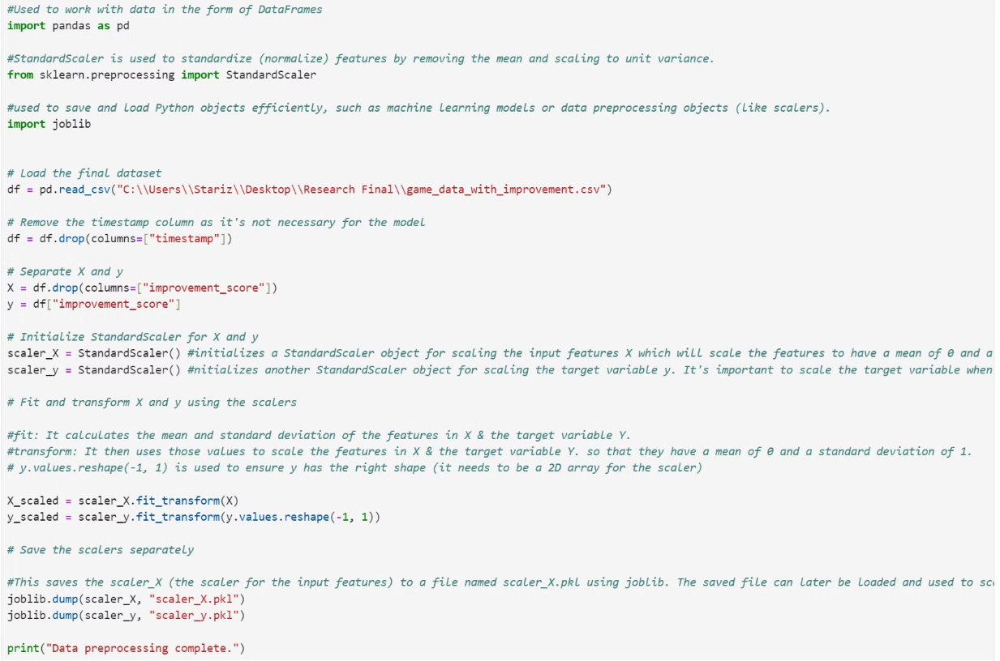 #Used to work with data in the form of DataFrames
import pandas as pd
#StandardScaler is used to standardize (normalize) features by removing the mean and scaling to unit variance.
from sklearn.preprocessing import StandardScaler
#used to save and load Python objects efficiently, such as machine learning models or data preprocessing objects (like scalers).
import joblib
# Load the final dataset
df = pd.read_csv("C:\\Users\\Stariz\\Desktop\\Research Final\\game_data_with_improvement.csv")
# Remove the timestamp column as it's not necessary for the model
df = df.drop(columns=["timestamp"])
# Separate X and y
X = df.drop(columns=["improvement_score"])
y = df["improvement_score"]
# Initialize StandardScaler for X and y
scaler_X = StandardScaler() #initializes a StandardScaler object for scaling the input features X which will scale the features to have a mean of 0 and a
scaler_y = StandardScaler() #nitializes another StandardScaler object for scaling the target variable y. It's important to scale the target variable when
# Fit and transform X and y using the scalers
#fit: It calculates the mean and standard deviation of the features in X & the target variable Y.
#transform: It then uses those values to scale the features in X & the target variable Y. so that they have a mean of 0 and a standard deviation of 1.
# y.values.reshape(-1, 1) is used to ensure y has the right shape (it needs to be a 2D array for the scaler)
X_scaled = scaler_X.fit_transform(X)
y_scaled = scaler_y.fit_transform(y.values.reshape(-1, 1))
# Save the scalers separately
#This saves the scaler_X (the scaler for the input features) to a file named scaler_X.pkl using joblib. The saved file can later be loaded and used to
joblib.dump(scaler_X, "scaler_X.pkl")
joblib.dump(scaler_y, "scaler_y.pkl")
print("Data preprocessing complete.")